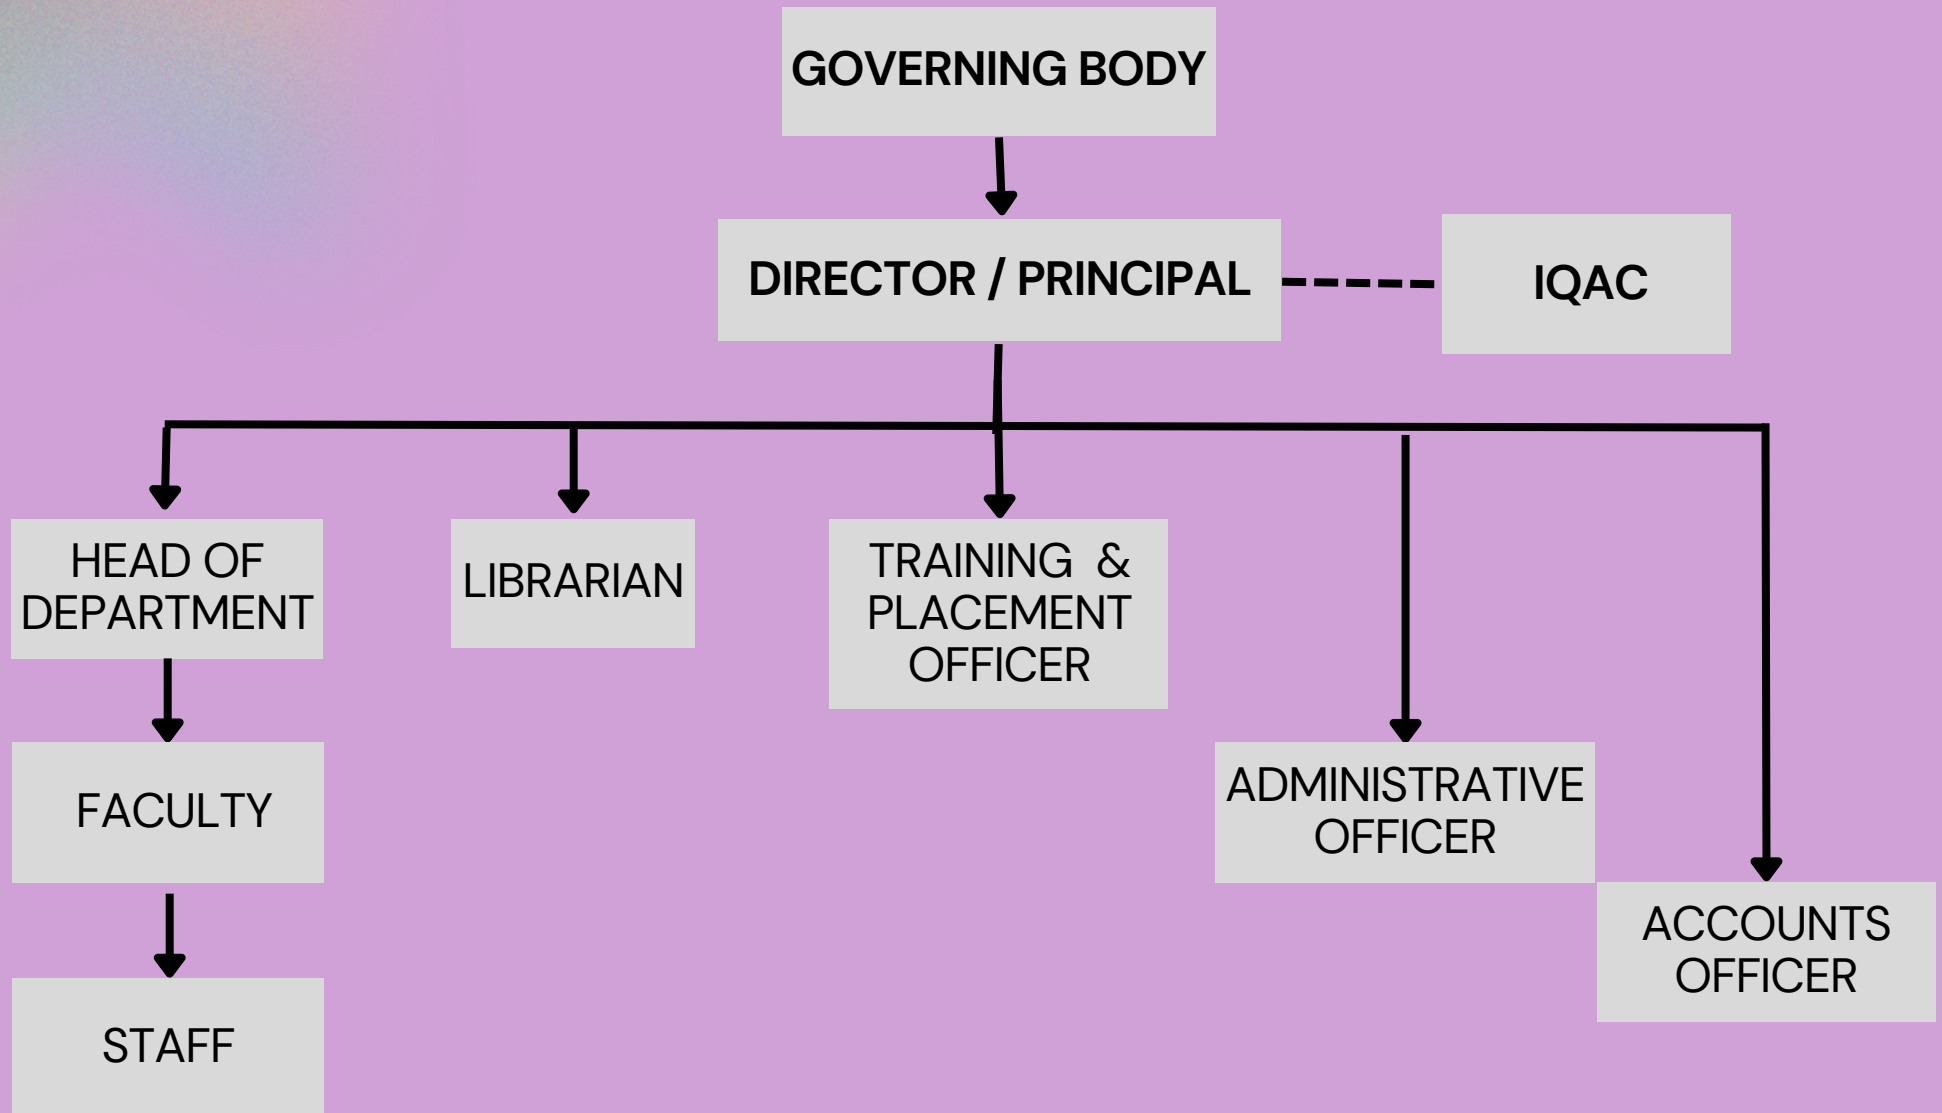 GOVERNING BODY
DIRECTOR / PRINCIPAL
IQAC
HEAD OF
DEPARTMENT
LIBRARIAN
TRAINING &
PLACEMENT
OFFICER
FACULTY
ADMINISTRATIVE
OFFICER
ACCOUNTS
OFFICER
STAFF